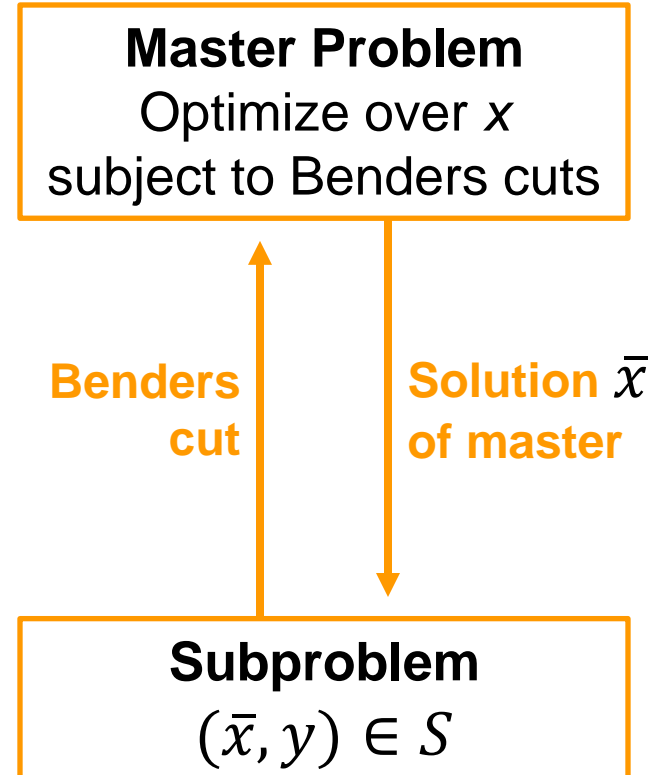 Master Problem
Optimize over x
subject to Benders cuts
Benders
cut
Solution x̄
of master
Subproblem
(x̄, y) ∈ S